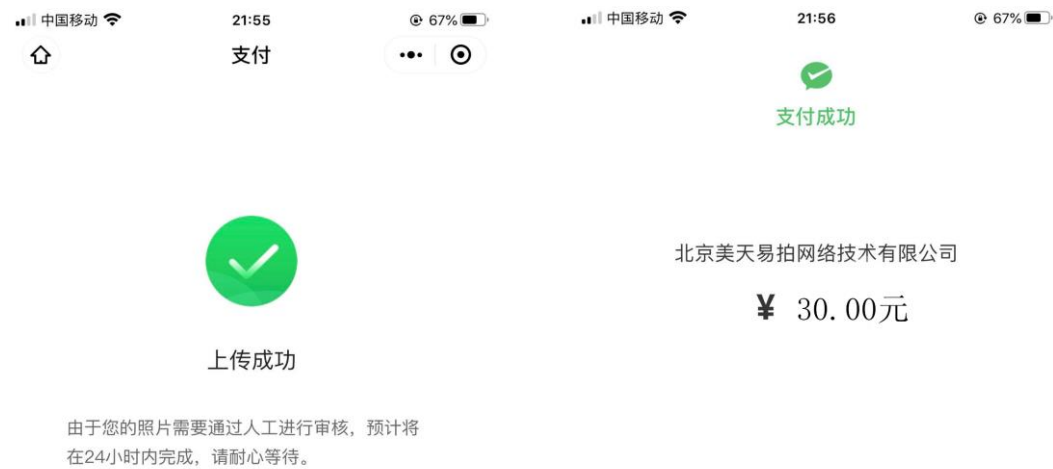 中国移动 21:55 67%
支付
上传成功
由于您的照片需要通过人工进行审核，预计将
在24小时内完成，请耐心等待。
中国移动 21:56 67%
支付成功
北京美天易拍网络技术有限公司
¥ 30.00元